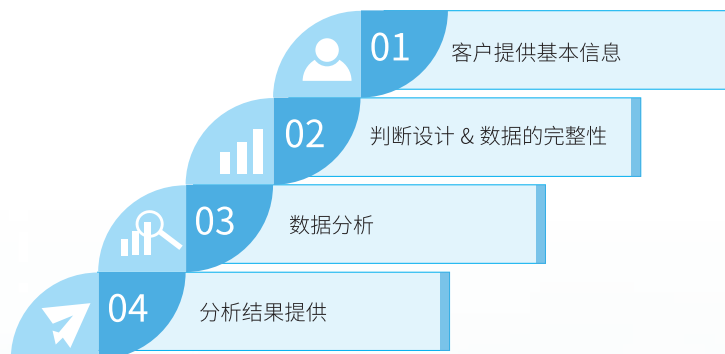 01
客户提供基本信息
02
判断设计 & 数据的完整性
03
数据分析
04
分析结果提供